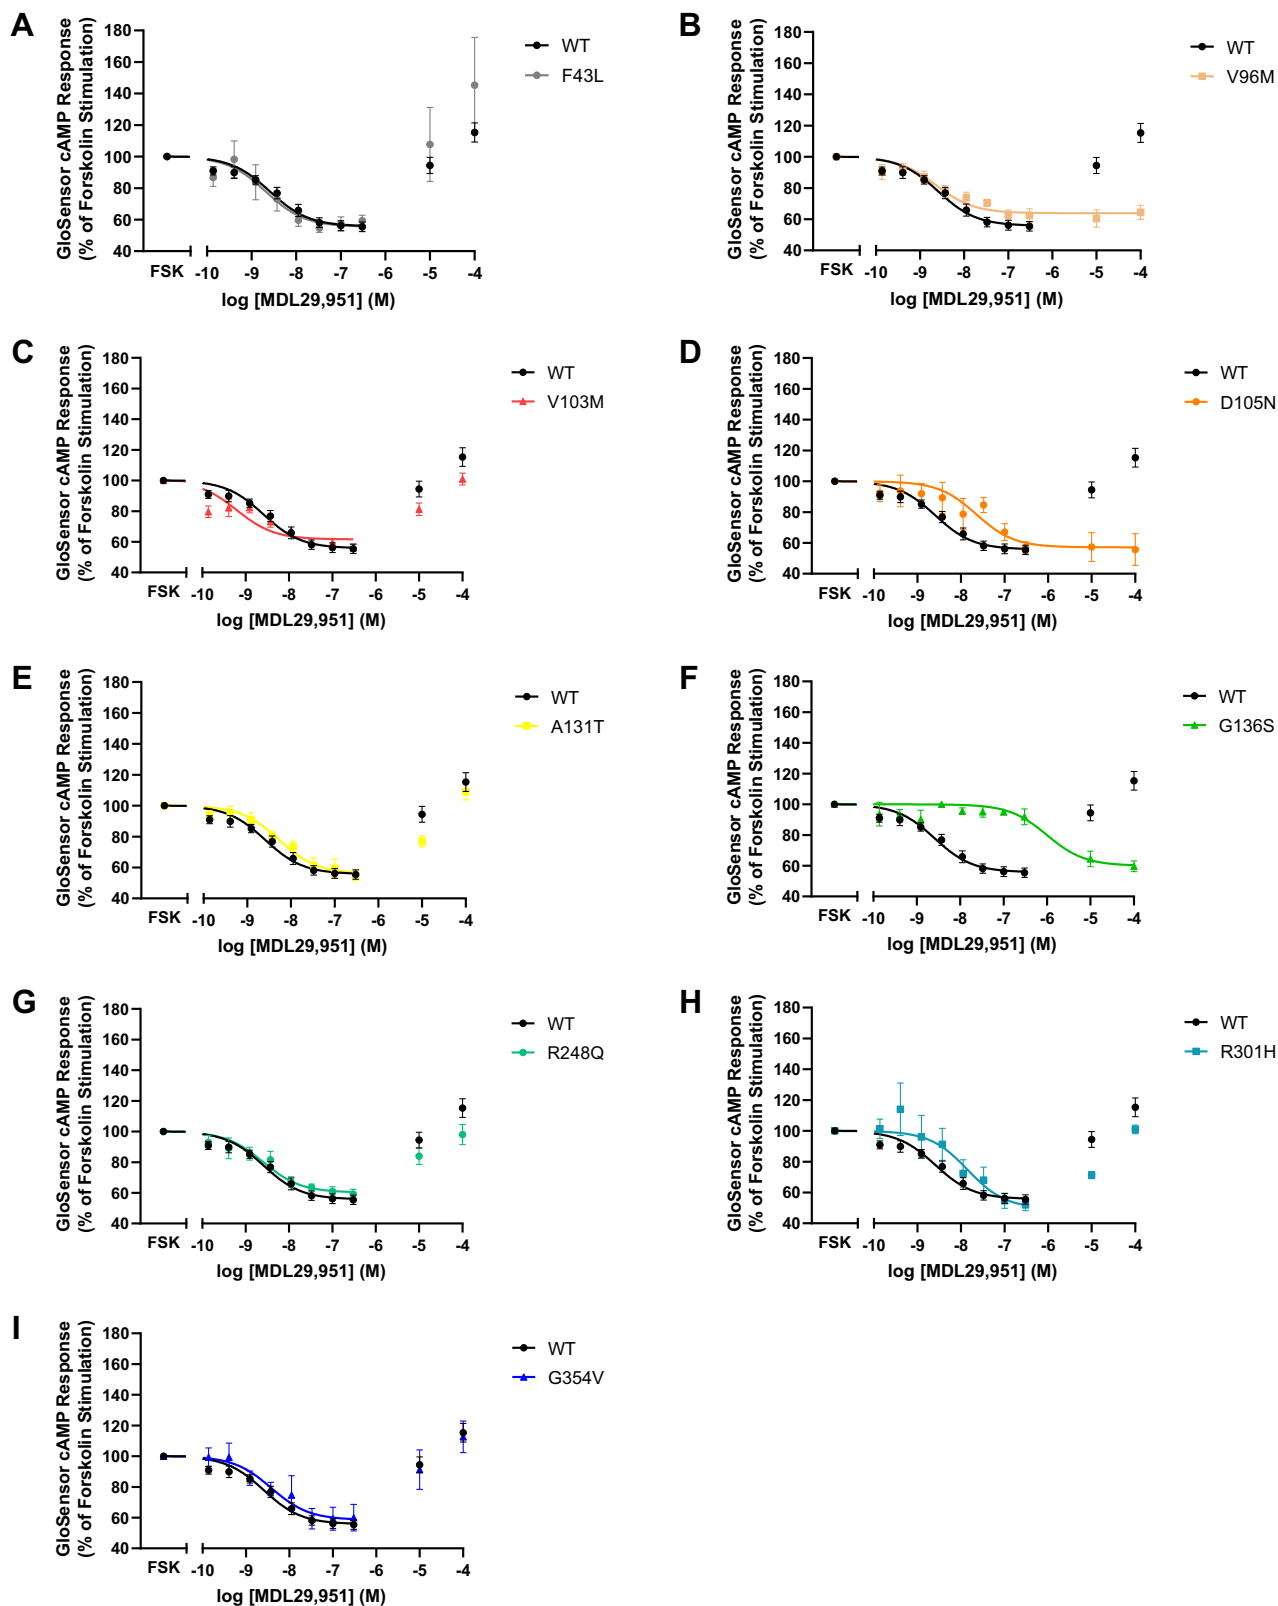 A
GloSensor cAMP Response
(% of Forskolin Stimulation)
180
160
140
120
100
80
60
40
FSK -10 -9 -8 -7 -6 -5 -4
log [MDL29,951] (M)
WT
F43L
B
GloSensor cAMP Response
(% of Forskolin Stimulation)
180
160
140
120
100
80
60
40
FSK -10 -9 -8 -7 -6 -5 -4
log [MDL29,951] (M)
WT
V96M
C
GloSensor cAMP Response
(% of Forskolin Stimulation)
180
160
140
120
100
80
60
40
FSK -10 -9 -8 -7 -6 -5 -4
log [MDL29,951] (M)
WT
V103M
D
GloSensor cAMP Response
(% of Forskolin Stimulation)
180
160
140
120
100
80
60
40
FSK -10 -9 -8 -7 -6 -5 -4
log [MDL29,951] (M)
WT
D105N
E
GloSensor cAMP Response
(% of Forskolin Stimulation)
180
160
140
120
100
80
60
40
FSK -10 -9 -8 -7 -6 -5 -4
log [MDL29,951] (M)
WT
A131T
F
GloSensor cAMP Response
(% of Forskolin Stimulation)
180
160
140
120
100
80
60
40
FSK -10 -9 -8 -7 -6 -5 -4
log [MDL29,951] (M)
WT
G136S
G
GloSensor cAMP Response
(% of Forskolin Stimulation)
180
160
140
120
100
80
60
40
FSK -10 -9 -8 -7 -6 -5 -4
log [MDL29,951] (M)
WT
R248Q
H
GloSensor cAMP Response
(% of Forskolin Stimulation)
180
160
140
120
100
80
60
40
FSK -10 -9 -8 -7 -6 -5 -4
log [MDL29,951] (M)
WT
R301H
I
GloSensor cAMP Response
(% of Forskolin Stimulation)
180
160
140
120
100
80
60
40
FSK -10 -9 -8 -7 -6 -5 -4
log [MDL29,951] (M)
WT
G354V